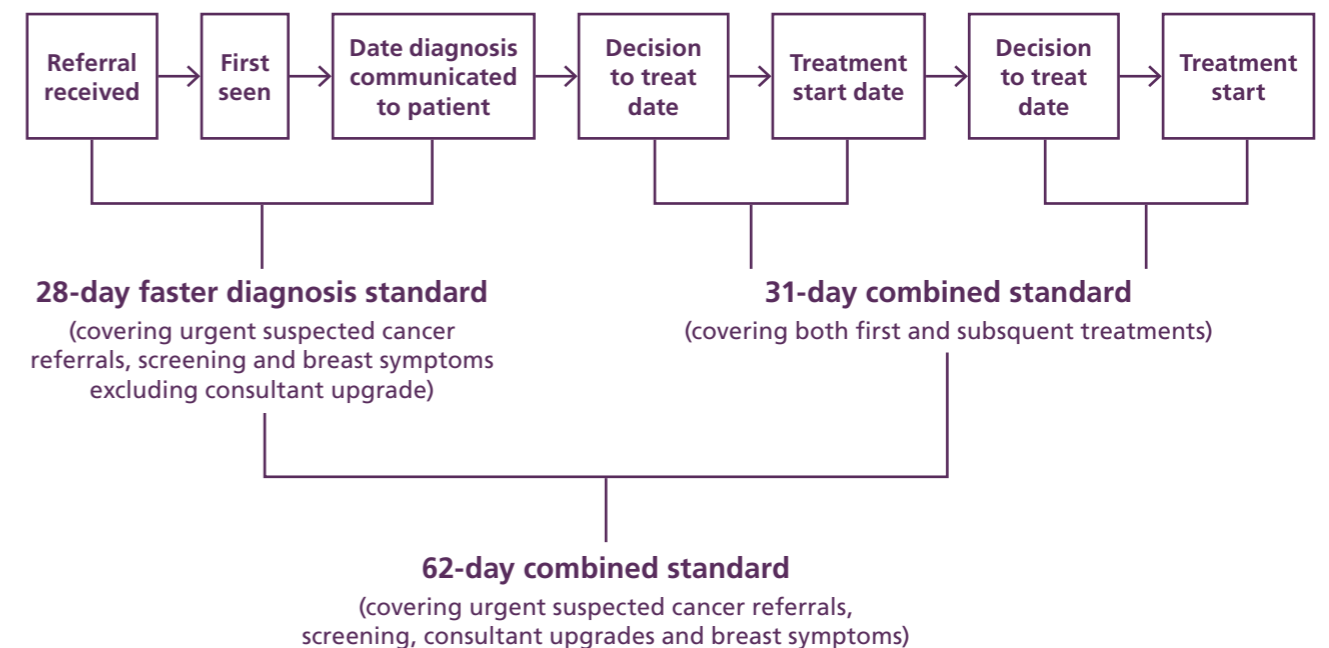 Referral
received
First
seen
Date diagnosis
communicated
to patient
Decision
to treat
date
Treatment
start date
Decision
to treat
date
Treatment
start
28-day faster diagnosis standard
(covering urgent suspected cancer
referrals, screening and breast symptoms
excluding consultant upgrade)
31-day combined standard
(covering both first and subsquent treatments)
62-day combined standard
(covering urgent suspected cancer referrals,
screening, consultant upgrades and breast symptoms)